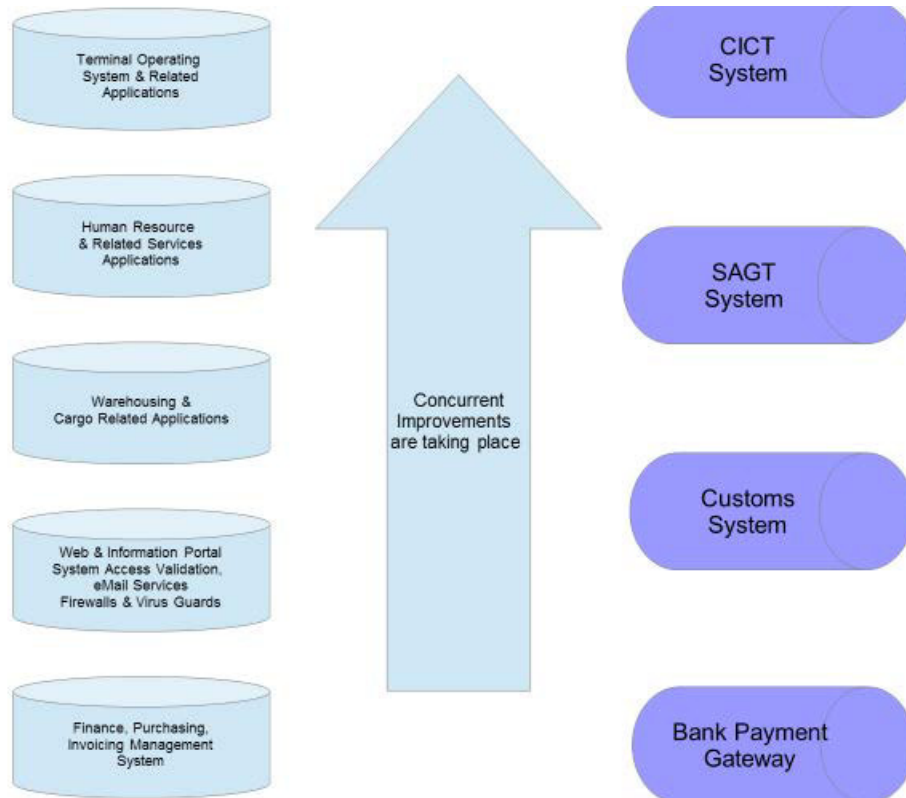 Terminal Operating
System & Related
Applications
Human Resource
& Related Services
Applications
Warehousing &
Cargo Related Applications
Web & Information Portal
System Access Validation,
eMail Services
Firewalls & Virus Guards
Finance, Purchasing,
Invoicing Management
System
Concurrent
Improvements
are taking place
CICT
System
SAGT
System
Customs
System
Bank Payment
Gateway